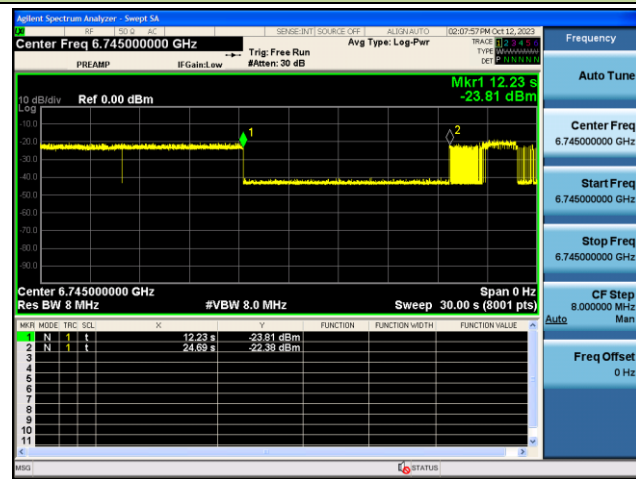 Agilent Spectrum Analyzer - Swept SA
RF 50 Ω AC SENSE:INT SOURCE OFF ALIGN AUTO 02:07:57 PM Oct 12, 2023
Center Freq 6.745000000 GHz Avg Type: Log-Pwr TRACE 1 2 3 4 5 6
TYPE
PREAMP IFGain:Low Trig: Free Run DET P N N N N N
#Atten: 30 dB
Mkr1 12.23 s
-23.81 dBm
10 dB/div Ref 0.00 dBm
Log
-10.0
-20.0
-30.0
-40.0
-50.0
-60.0
-70.0
-80.0
-90.0
1
2
Center 6.745000000 GHz Span 0 Hz
Res BW 8 MHz #VBW 8.0 MHz Sweep 30.00 s (8001 pts)
MKR MODE TRC SCL X Y FUNCTION FUNCTION WIDTH FUNCTION VALUE
1 N 1 t 12.23 s -23.81 dBm
2 N 1 t 24.69 s -22.38 dBm
3
4
5
6
7
8
9
10
11
MSG STATUS
Frequency
Auto Tune
Center Freq
6.745000000 GHz
Start Freq
6.745000000 GHz
Stop Freq
6.745000000 GHz
CF Step
8.000000 MHz
Auto Man
Freq Offset
0 Hz